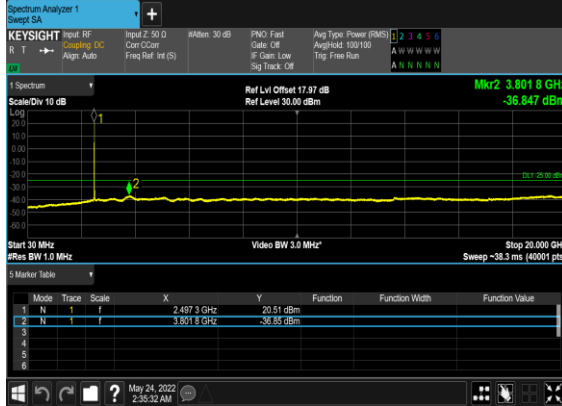 Spectrum Analyzer 1
Swept SA
+
KEYSIGHT Input: RF Input Z: 50 Ω #Atten: 30 dB PNO: Fast Avg Type: Power (RMS) 1 2 3 4 5 6
R T Coupling: DC Corr CCorr Gate: Off Avg|Hold: 100/100 A W W W W W
Align: Auto Freq Ref: Int (S) IF Gain: Low Trig: Free Run
Sig Track: Off A N N N N N
1 Spectrum
Ref Lvl Offset 17.97 dB Mkr2 3.801 8 GHz
Scale/Div 10 dB Ref Level 30.00 dBm -36.847 dBm
Log
20.0
1
10.0
0.00
-10.0
-20.0
DL1 -25.00 dBm
-30.0
2
-40.0
-50.0
-60.0
Start 30 MHz Video BW 3.0 MHz* Stop 20.000 GH
#Res BW 1.0 MHz Sweep ~38.3 ms (40001 pts
5 Marker Table
Mode Trace Scale X Y Function Function Width Function Value
1 N 1 f 2.497 3 GHz 20.51 dBm
2 N 1 f 3.801 8 GHz -36.85 dBm
3
4
5
6
? May 24, 2022
2:35:32 AM